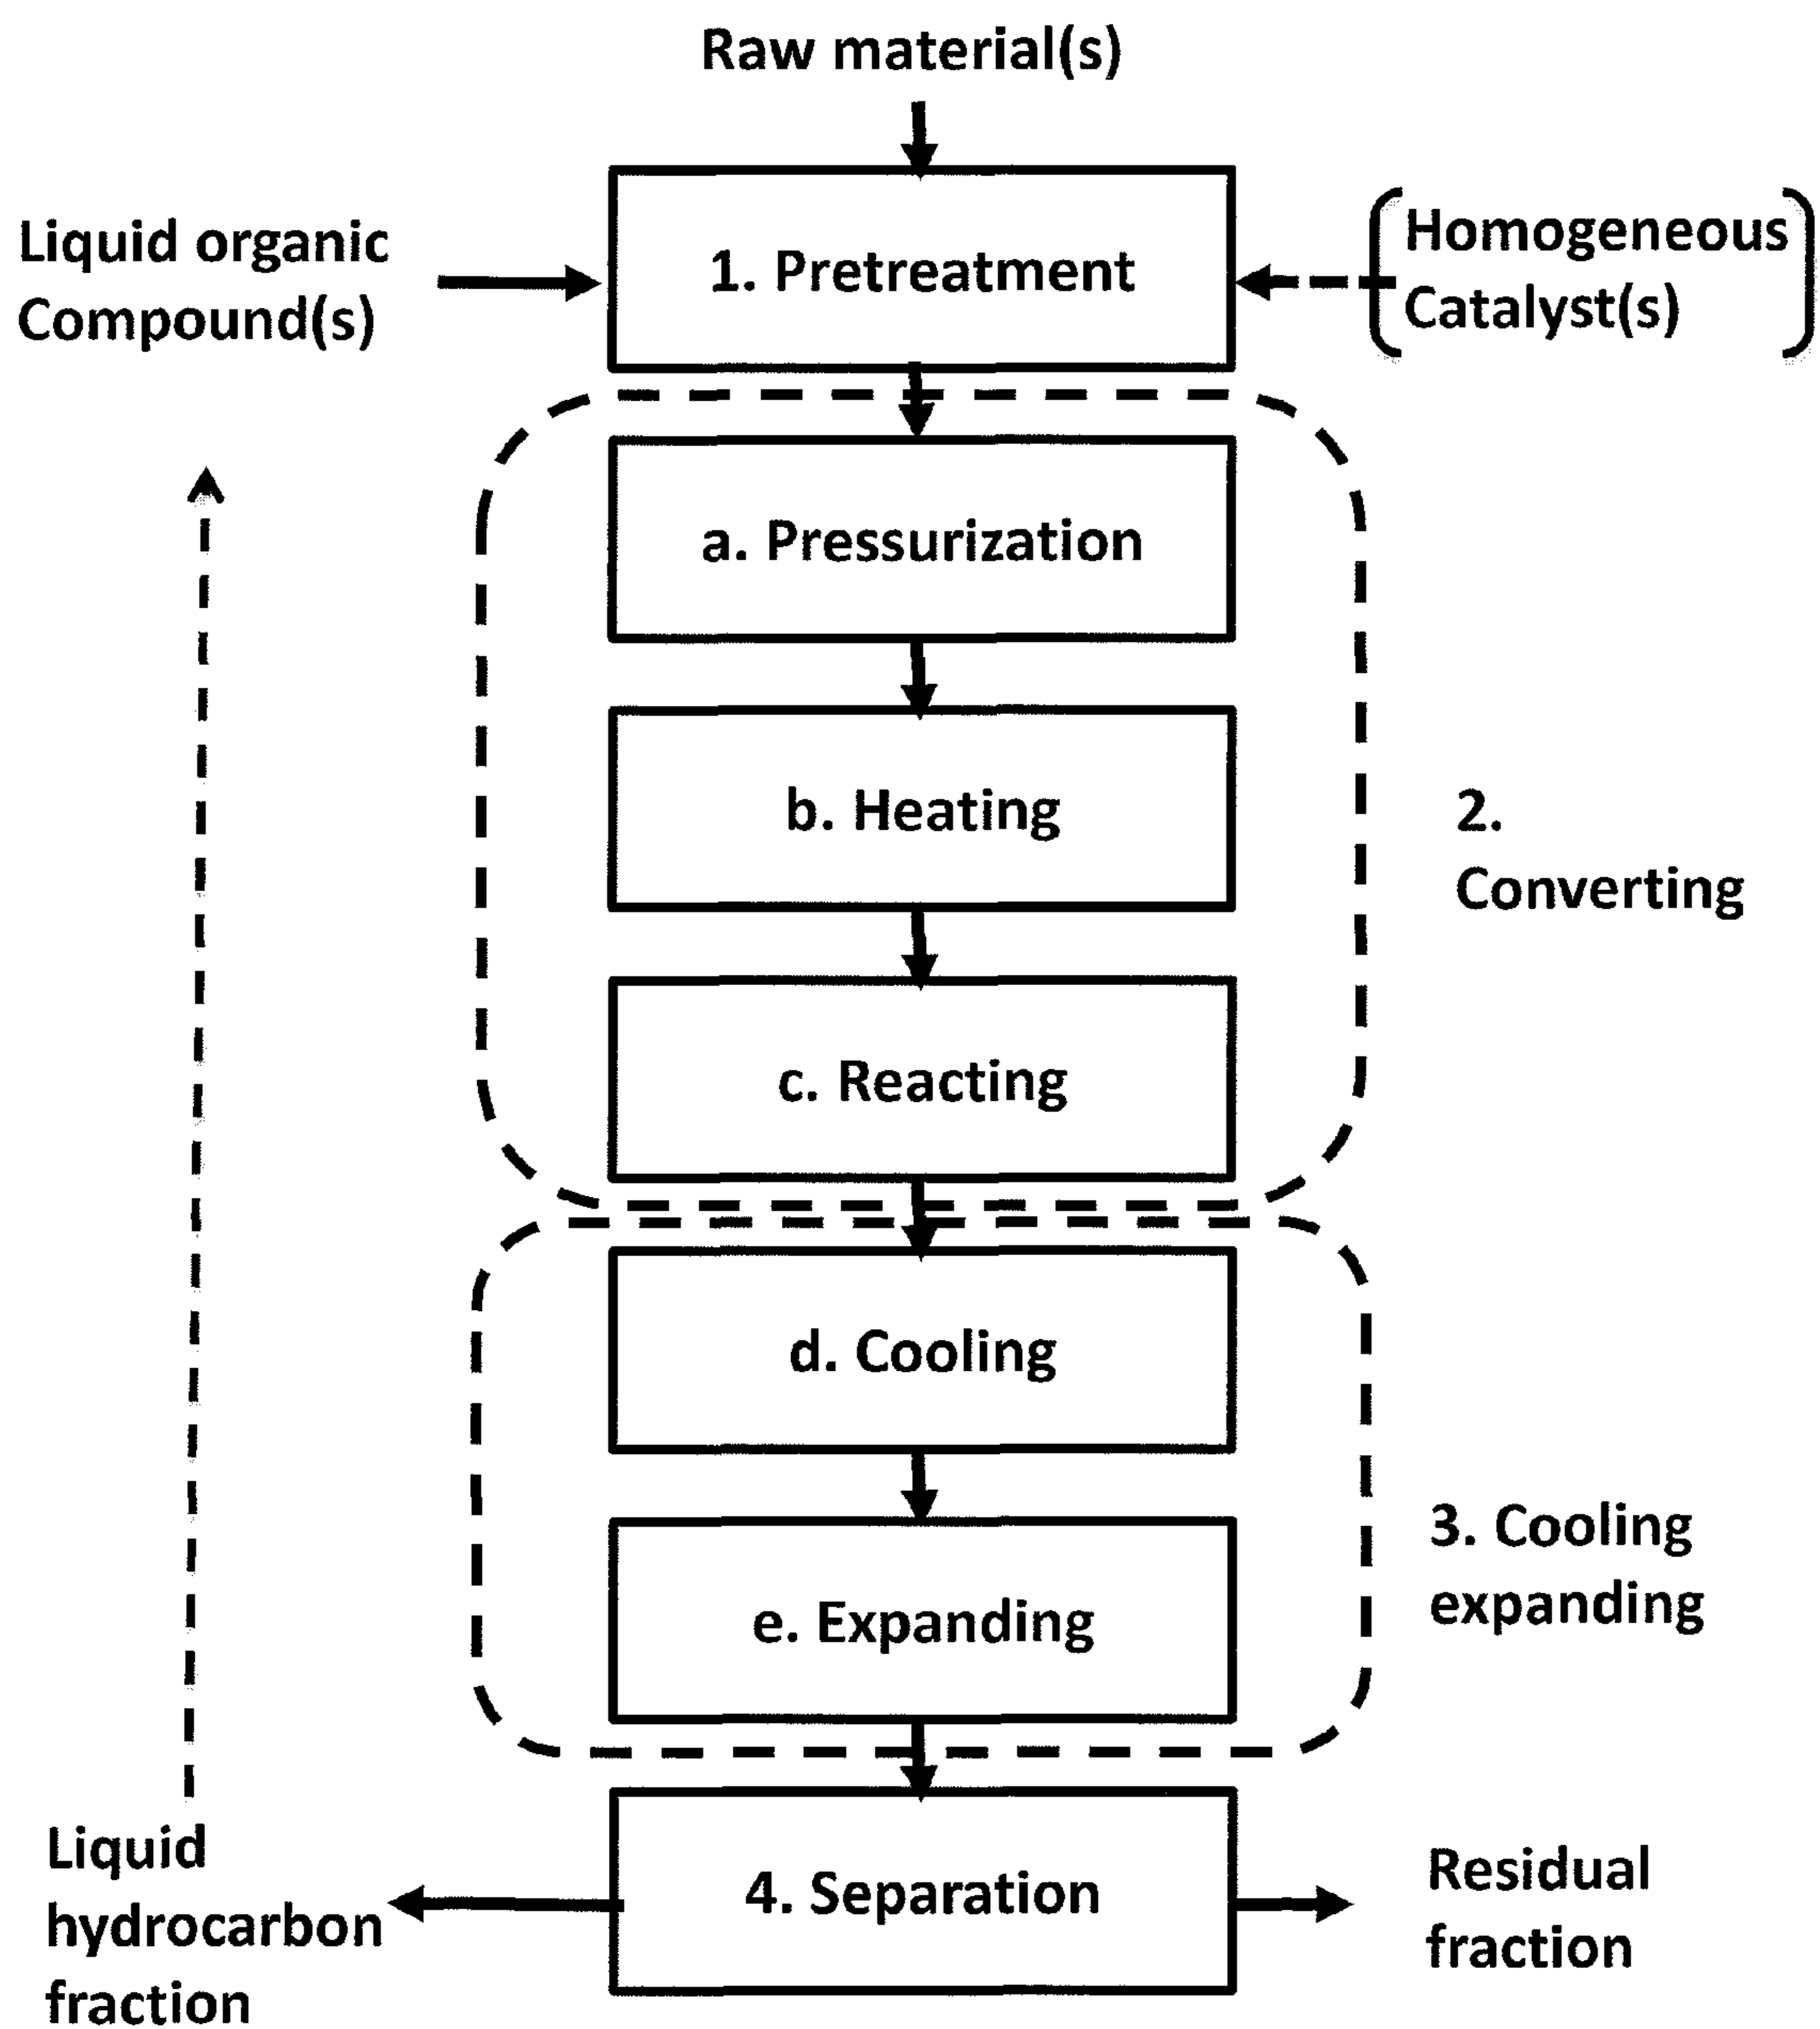 Raw material(s)
Liquid organic
Compound(s)
1. Pretreatment
Homogeneous
Catalyst(s)
a. Pressurization
b. Heating
2.
Converting
c. Reacting
d. Cooling
3. Cooling
expanding
e. Expanding
Liquid
hydrocarbon
fraction
4. Separation
Residual
fraction